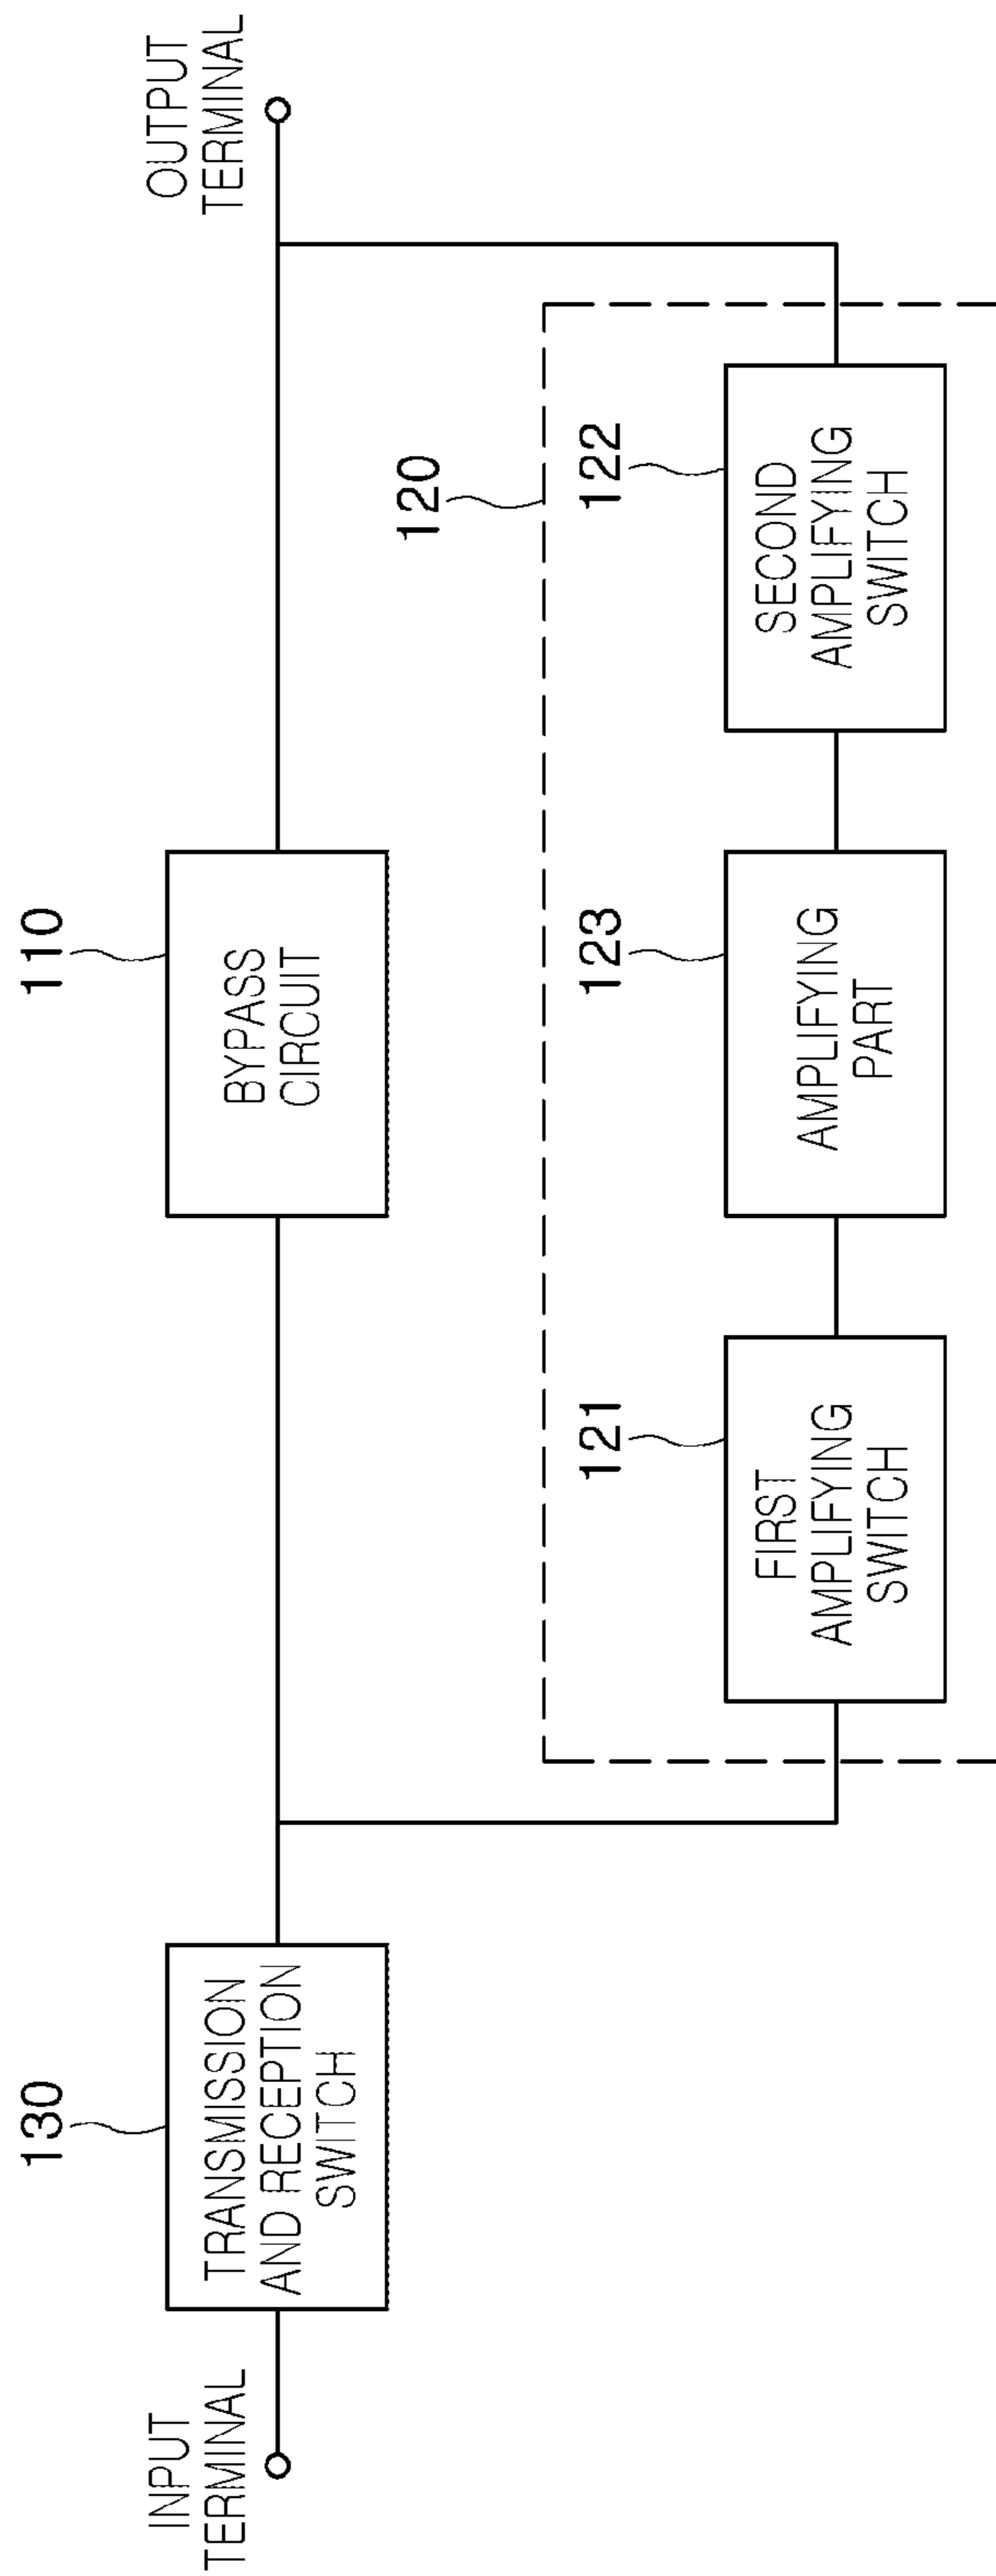 130
110
INPUT
TERMINAL
TRANSMISSION
AND RECEPTION
SWITCH
BYPASS
CIRCUIT
OUTPUT
TERMINAL
120
121
123
122
FIRST
AMPLIFYING
SWITCH
AMPLIFYING
PART
SECOND
AMPLIFYING
SWITCH